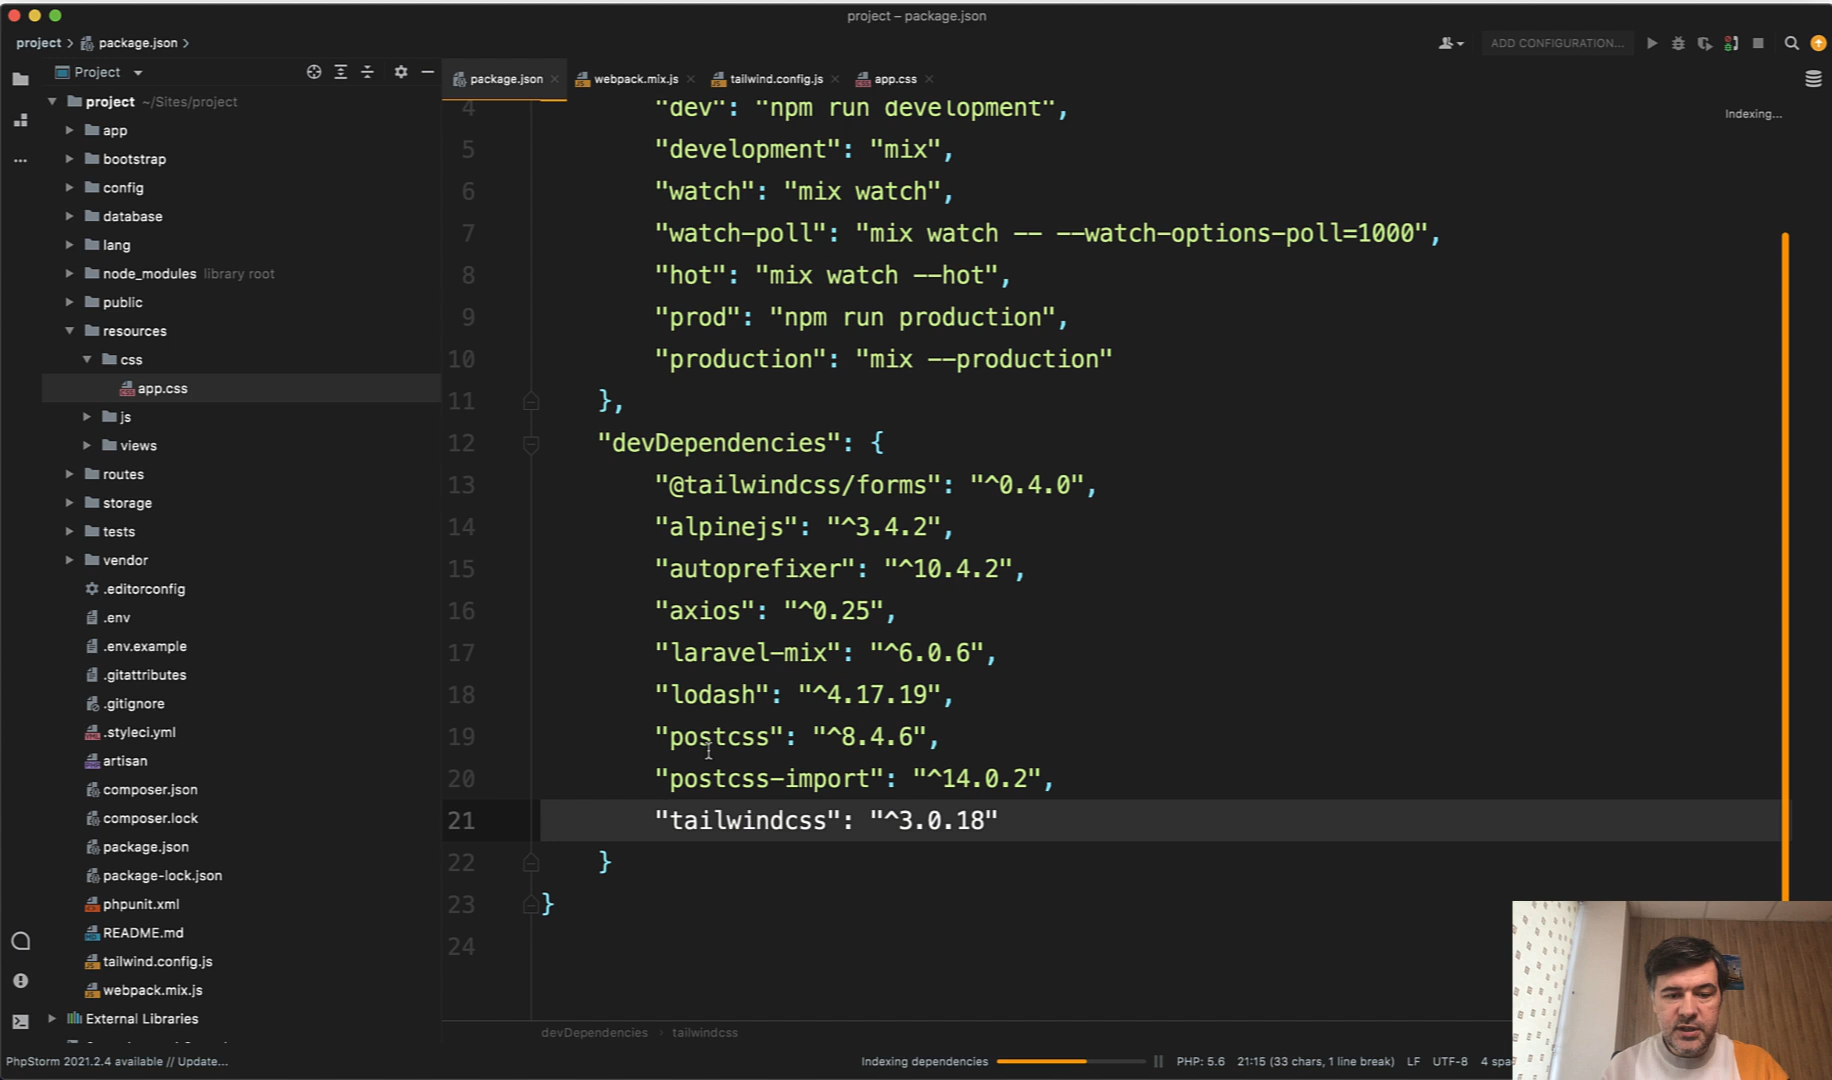 project – package.json
project
package.json
ADD CONFIGURATION...
Project
package.json
webpack.mix.js
tailwind.config.js
app.css
Indexing...
project ~/Sites/project
app
bootstrap
config
database
lang
node_modules library root
public
resources
css
app.css
js
views
routes
storage
tests
vendor
.editorconfig
.env
.env.example
.gitattributes
.gitignore
.styleci.yml
artisan
composer.json
composer.lock
package.json
package-lock.json
phpunit.xml
README.md
tailwind.config.js
webpack.mix.js
External Libraries
4 "dev": "npm run development",
5 "development": "mix",
6 "watch": "mix watch",
7 "watch-poll": "mix watch -- --watch-options-poll=1000",
8 "hot": "mix watch --hot",
9 "prod": "npm run production",
10 "production": "mix --production"
11 },
12 "devDependencies": {
13 "@tailwindcss/forms": "^0.4.0",
14 "alpinejs": "^3.4.2",
15 "autoprefixer": "^10.4.2",
16 "axios": "^0.25",
17 "laravel-mix": "^6.0.6",
18 "lodash": "^4.17.19",
19 "postcss": "^8.4.6",
20 "postcss-import": "^14.0.2",
21 "tailwindcss": "^3.0.18"
22 }
23 }
24
devDependencies › tailwindcss
PhpStorm 2021.2.4 available // Update...
Indexing dependencies
PHP: 5.6
21:15 (33 chars, 1 line break)
LF
UTF-8
4 spa